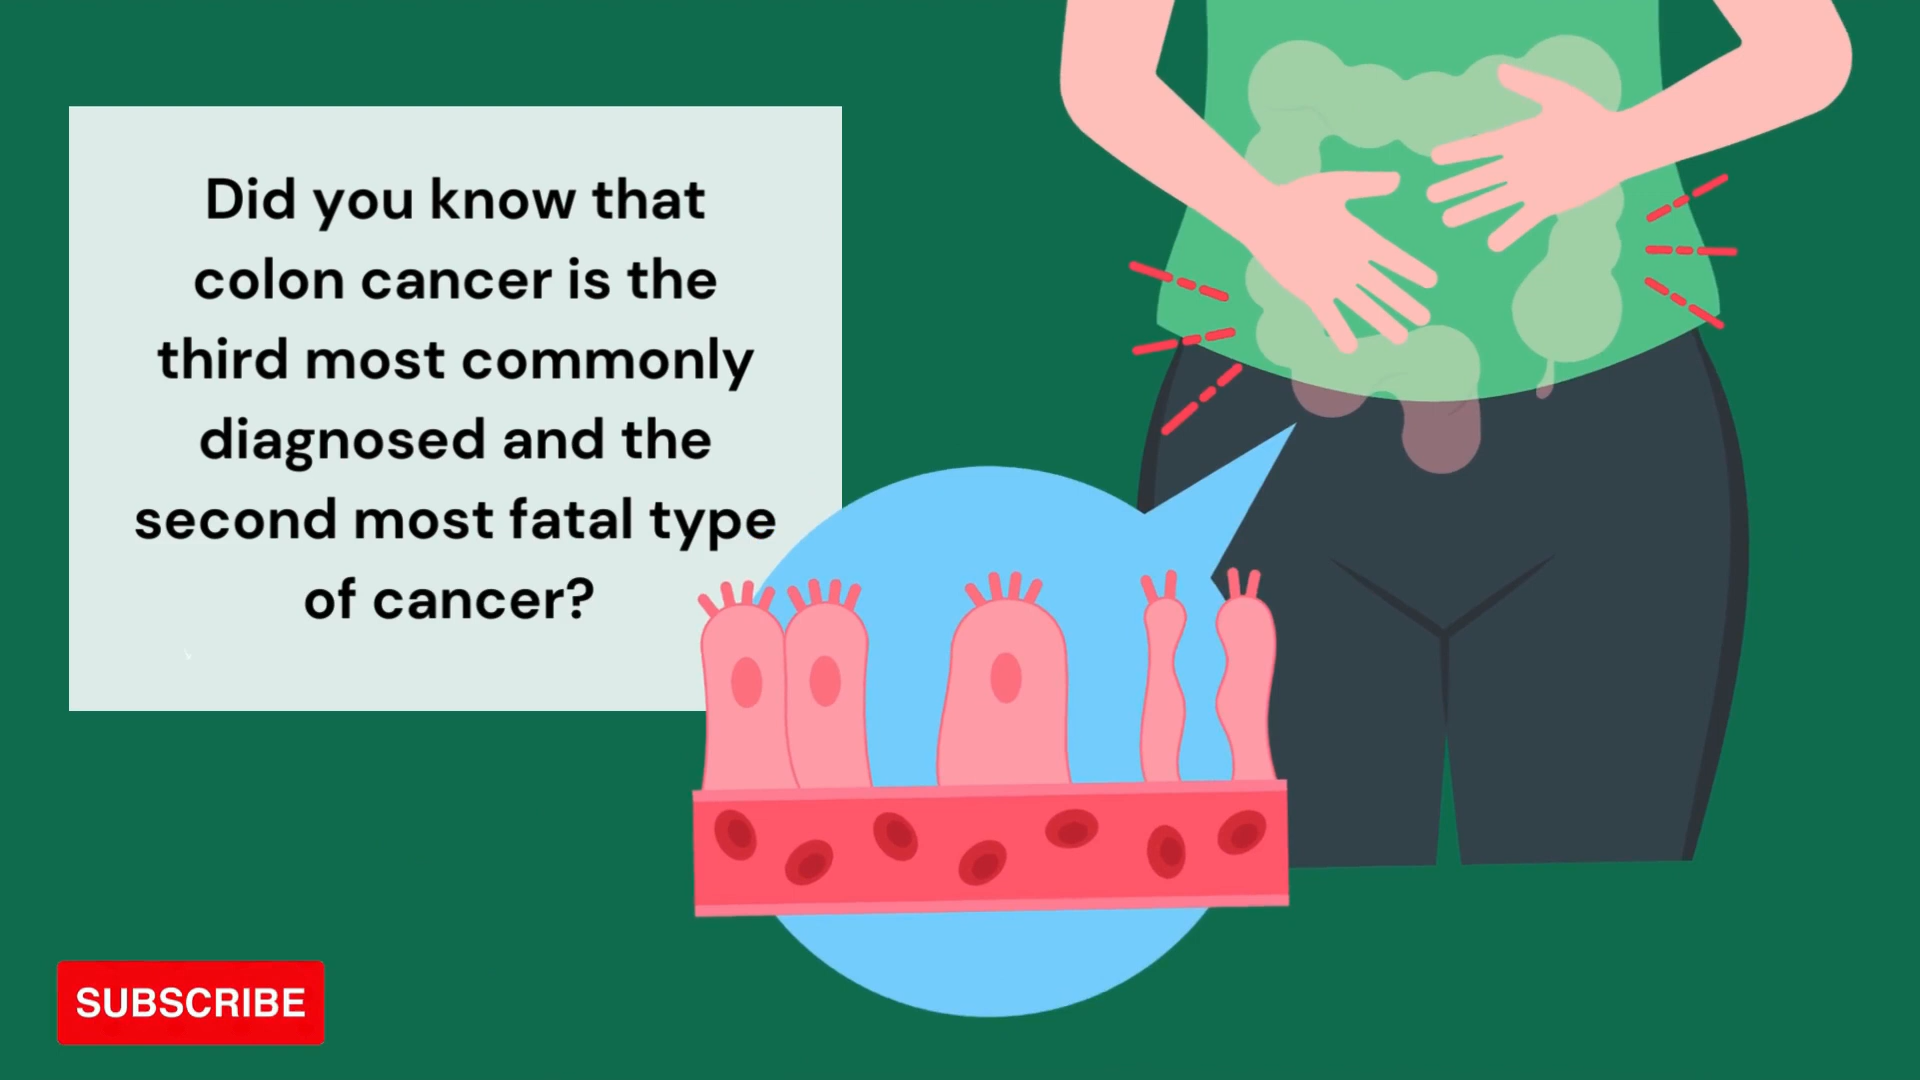 Did you know that
colon cancer is the
third most commonly
diagnosed and the
second most fatal type
of cancer?
SUBSCRIBE